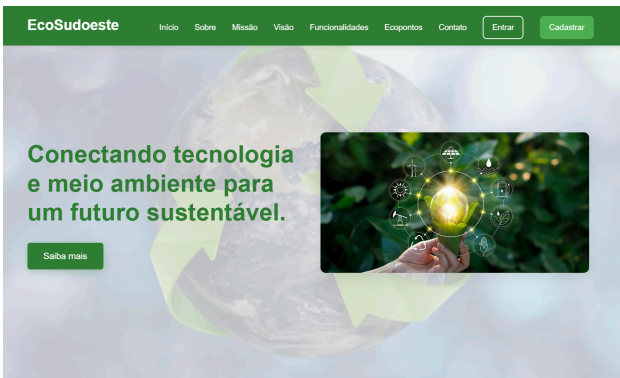 EcoSudoeste
Início Sobre Missão Visão Funcionalidades Ecopontos Contato Entrar Cadastrar
Conectando tecnologia
e meio ambiente para
um futuro sustentável.
Saiba mais